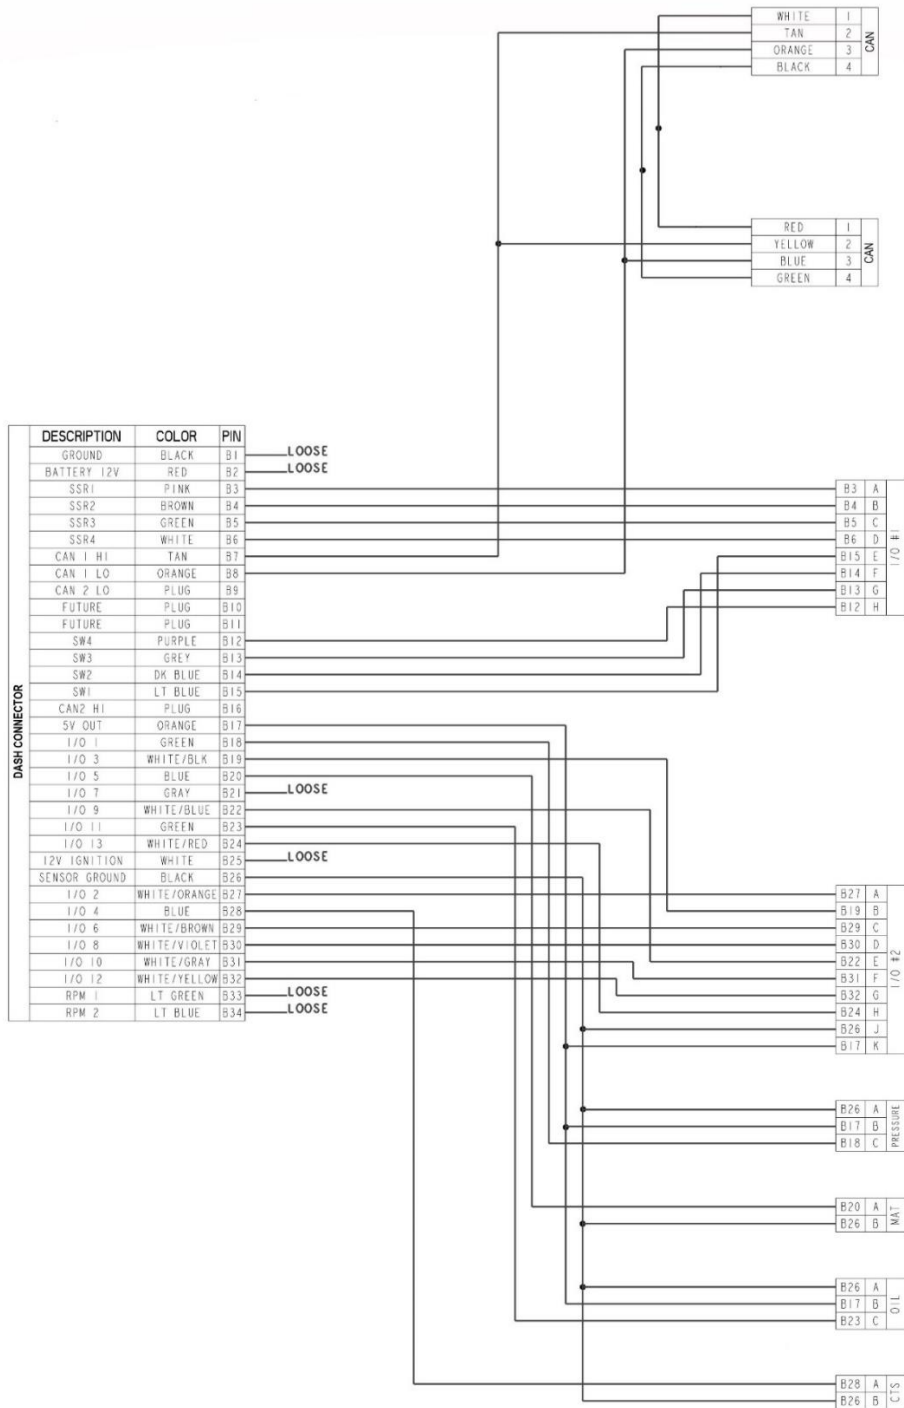 WHITE 1
TAN 2
ORANGE 3
BLACK 4
CAN
RED 1
YELLOW 2
BLUE 3
GREEN 4
CAN
DASH CONNECTOR
DESCRIPTION COLOR PIN
GROUND BLACK B1 LOOSE
BATTERY 12V RED B2 LOOSE
SSR1 PINK B3
SSR2 BROWN B4
SSR3 GREEN B5
SSR4 WHITE B6
CAN 1 HI TAN B7
CAN 1 LO ORANGE B8
CAN 2 LO PLUG B9
FUTURE PLUG B10
FUTURE PLUG B11
SW4 PURPLE B12
SW3 GREY B13
SW2 DK BLUE B14
SW1 LT BLUE B15
CAN2 HI PLUG B16
5V OUT ORANGE B17
I/O 1 GREEN B18
I/O 3 WHITE/BLK B19
I/O 5 BLUE B20
I/O 7 GRAY B21 LOOSE
I/O 9 WHITE/BLUE B22
I/O 11 GREEN B23
I/O 13 WHITE/RED B24
12V IGNITION WHITE B25 LOOSE
SENSOR GROUND BLACK B26
I/O 2 WHITE/ORANGE B27
I/O 4 BLUE B28
I/O 6 WHITE/BROWN B29
I/O 8 WHITE/VIOLET B30
I/O 10 WHITE/GRAY B31
I/O 12 WHITE/YELLOW B32
RPM 1 LT GREEN B33 LOOSE
RPM 2 LT BLUE B34 LOOSE
B3 A
B4 B
B5 C
B6 D
B15 E
B14 F
B13 G
B12 H
I/O #1
B27 A
B19 B
B29 C
B30 D
B22 E
B31 F
B32 G
B24 H
B26 J
B17 K
I/O #2
B26 A
B17 B
B18 C
PRESSURE
B20 A
B26 B
MAT
B26 A
B17 B
B23 C
OIL
B28 A
B26 B
CTS